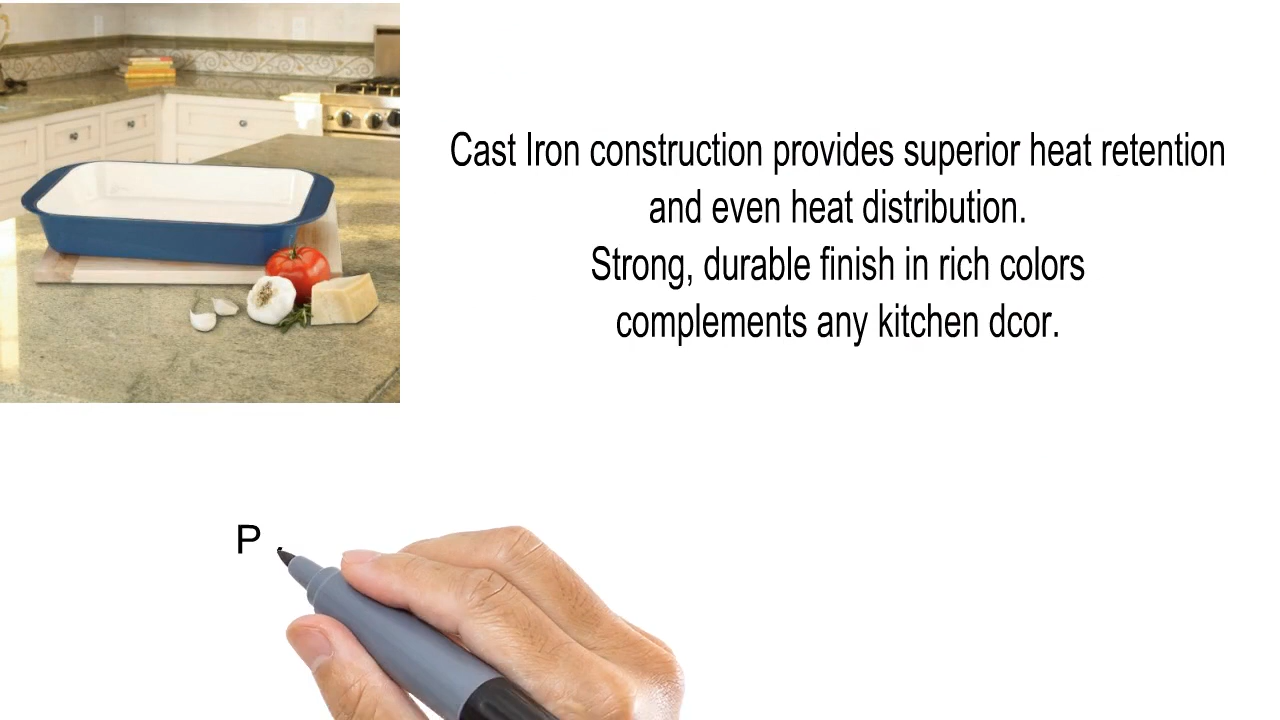 Cast Iron construction provides superior heat retention
and even heat distribution.
Strong, durable finish in rich colors
complements any kitchen dcor.
P